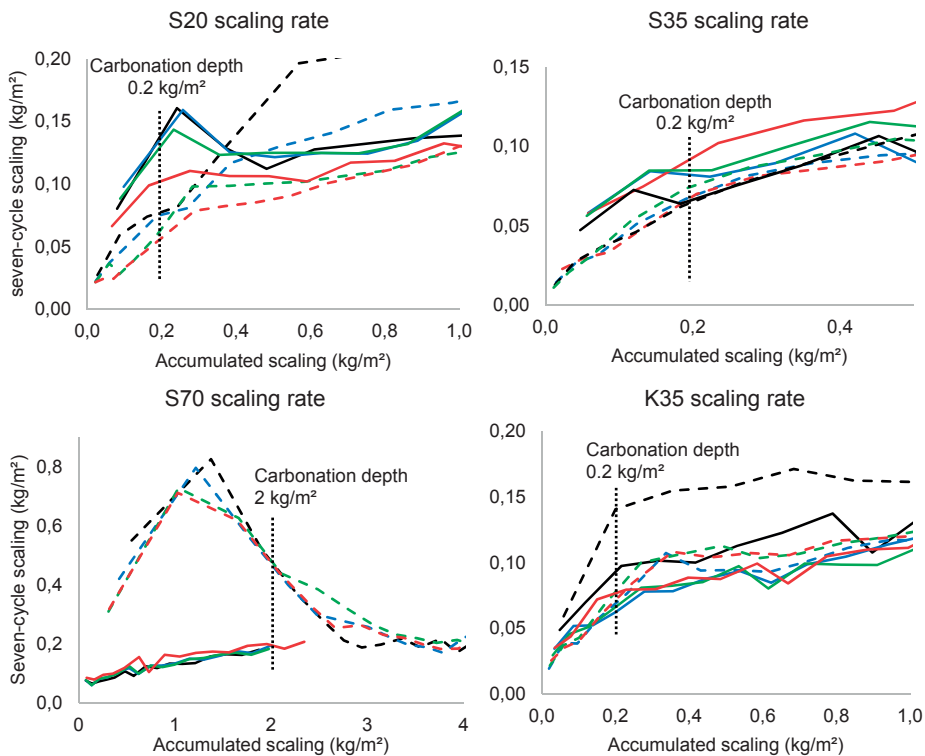 S20 scaling rate
seven-cycle scaling (kg/m²)
0,20
0,15
0,10
0,05
0,00
Carbonation depth
0.2 kg/m²
0,0
0,2
0,4
0,6
0,8
1,0
Accumulated scaling (kg/m²)
S35 scaling rate
0,15
0,10
0,05
0,00
Carbonation depth
0.2 kg/m²
0,0
0,2
0,4
Accumulated scaling (kg/m²)
S70 scaling rate
Seven-cycle scaling (kg/m²)
0,8
0,6
0,4
0,2
0,0
Carbonation depth
2 kg/m²
0
1
2
3
4
Accumulated scaling (kg/m²)
K35 scaling rate
0,20
0,15
0,10
0,05
0,00
Carbonation depth
0.2 kg/m²
0,0
0,2
0,4
0,6
0,8
1,0
Accumulated scaling (kg/m²)